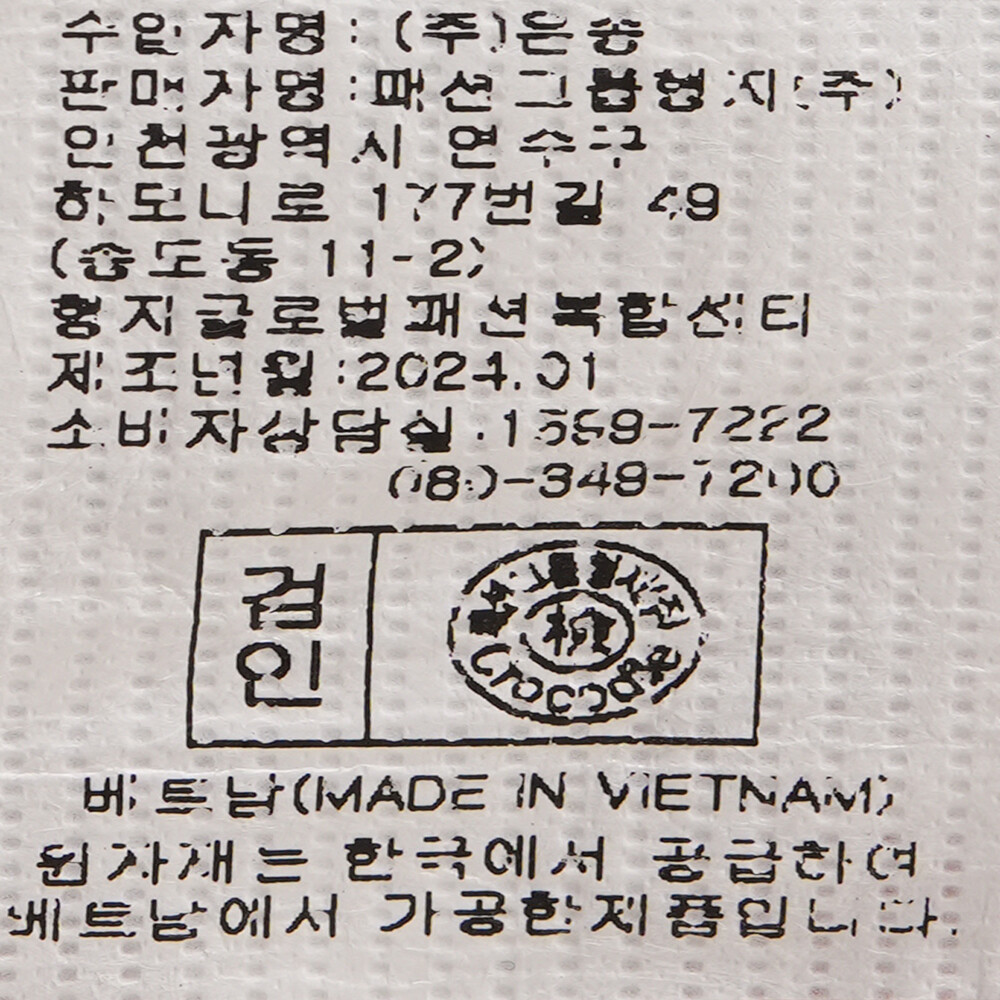 수입자명: (주)은송
판매자명:패션그룹형지(주)
인천광역시 연수구
하모니로 177번길 49
(송도동 11-2)
형지글로벌패션복합센터
제조년월:2024.01
소비자상담실:1599-7222
080-349-7200
검인
Crocodile
베트남(MADE IN VIETNAM)
원자재는 한국에서 공급하여
베트남에서 가공한제품입니다.